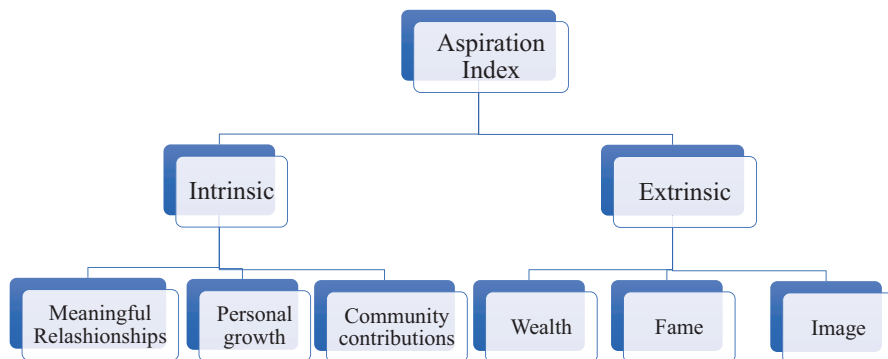 Aspiration
Index
Intrinsic
Extrinsic
Meaningful
Relashionships
Personal
growth
Community
contributions
Wealth
Fame
Image